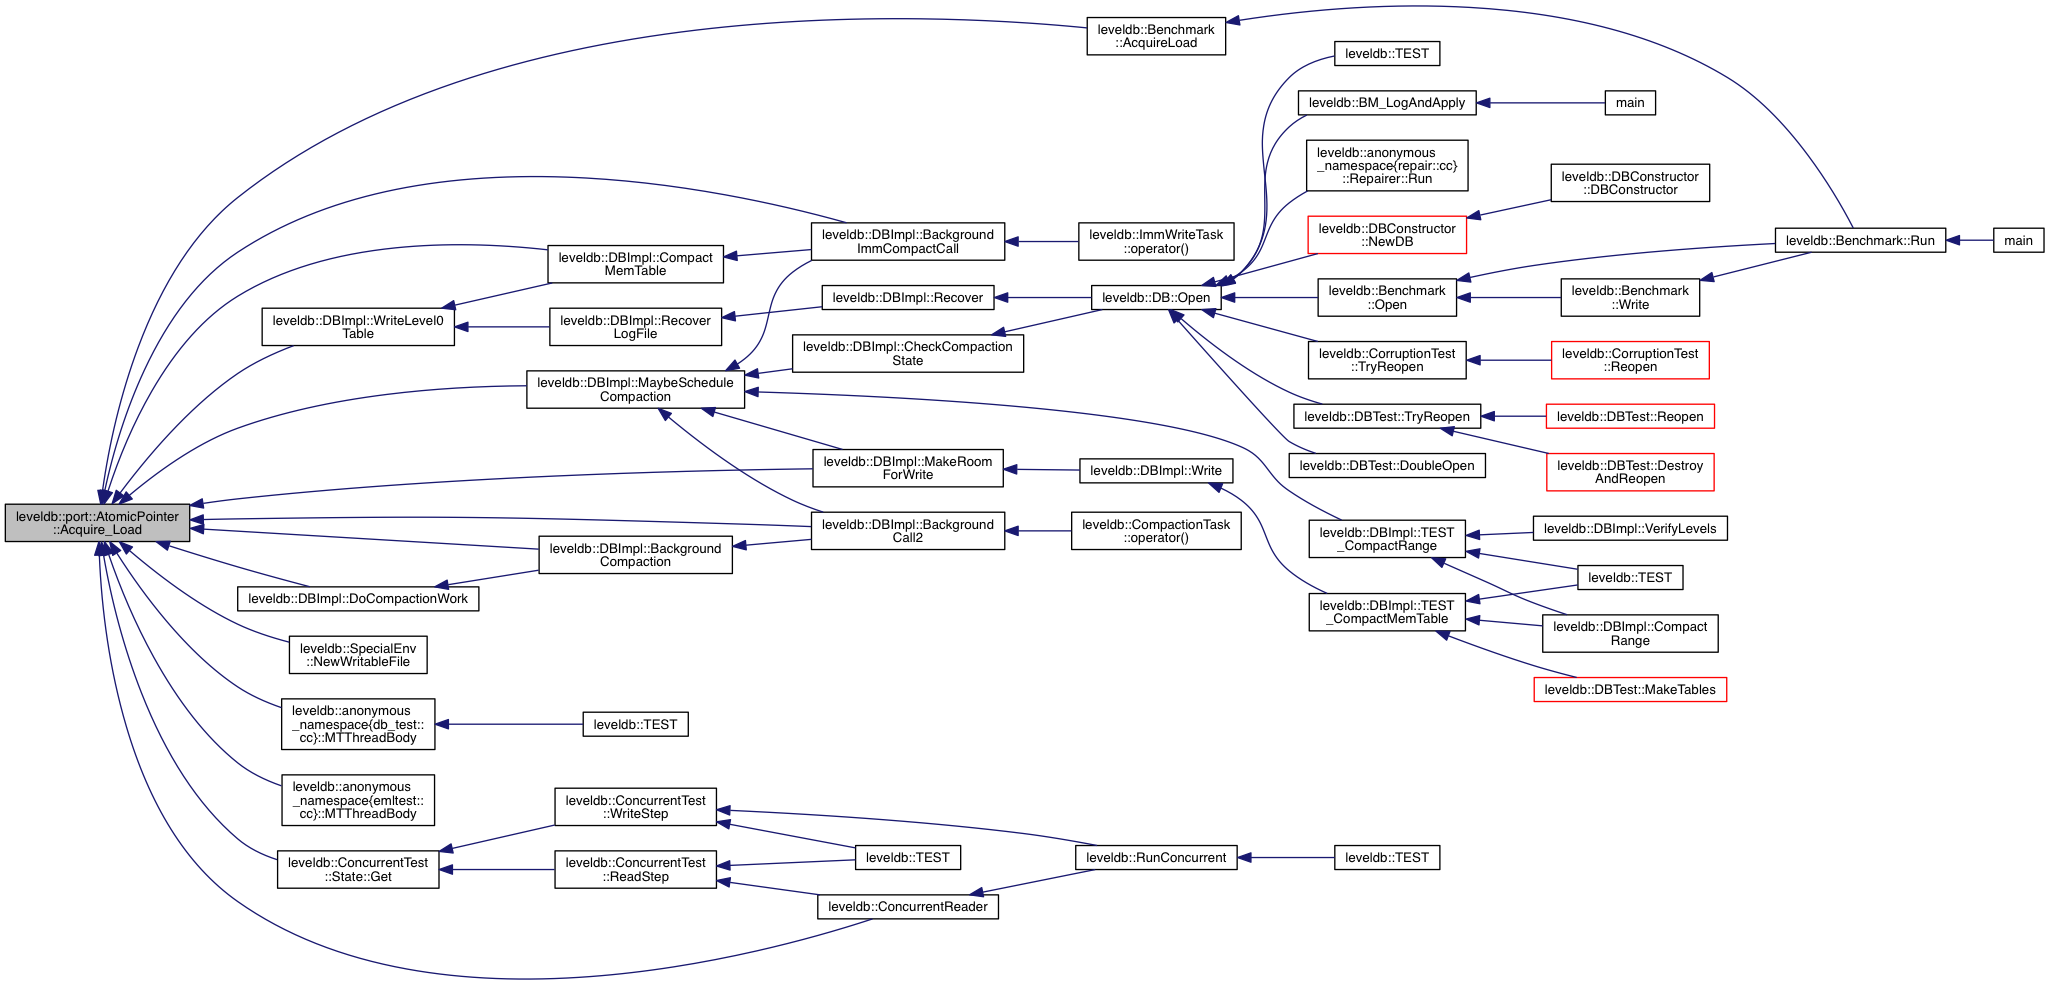 leveldb::port::AtomicPointer
::Acquire_Load
leveldb::Benchmark
::AcquireLoad
leveldb::TEST
leveldb::BM_LogAndApply
main
leveldb::anonymous
_namespace{repair::cc}
::Repairer::Run
leveldb::DBConstructor
::DBConstructor
leveldb::DBConstructor
::NewDB
leveldb::DBImpl::Background
ImmCompactCall
leveldb::ImmWriteTask
::operator()
leveldb::Benchmark::Run
main
leveldb::DBImpl::Compact
MemTable
leveldb::DBImpl::Recover
leveldb::DB::Open
leveldb::Benchmark
::Open
leveldb::Benchmark
::Write
leveldb::DBImpl::WriteLevel0
Table
leveldb::DBImpl::Recover
LogFile
leveldb::DBImpl::CheckCompaction
State
leveldb::CorruptionTest
::TryReopen
leveldb::CorruptionTest
::Reopen
leveldb::DBImpl::MaybeSchedule
Compaction
leveldb::DBTest::TryReopen
leveldb::DBTest::Reopen
leveldb::DBTest::DoubleOpen
leveldb::DBTest::Destroy
AndReopen
leveldb::DBImpl::MakeRoom
ForWrite
leveldb::DBImpl::Write
leveldb::DBImpl::Background
Call2
leveldb::CompactionTask
::operator()
leveldb::DBImpl::TEST
_CompactRange
leveldb::DBImpl::VerifyLevels
leveldb::DBImpl::Background
Compaction
leveldb::TEST
leveldb::DBImpl::DoCompactionWork
leveldb::DBImpl::TEST
_CompactMemTable
leveldb::DBImpl::Compact
Range
leveldb::SpecialEnv
::NewWritableFile
leveldb::DBTest::MakeTables
leveldb::anonymous
_namespace{db_test::
cc}::MTThreadBody
leveldb::TEST
leveldb::anonymous
_namespace{emltest::
cc}::MTThreadBody
leveldb::ConcurrentTest
::WriteStep
leveldb::ConcurrentTest
::State::Get
leveldb::ConcurrentTest
::ReadStep
leveldb::TEST
leveldb::RunConcurrent
leveldb::TEST
leveldb::ConcurrentReader